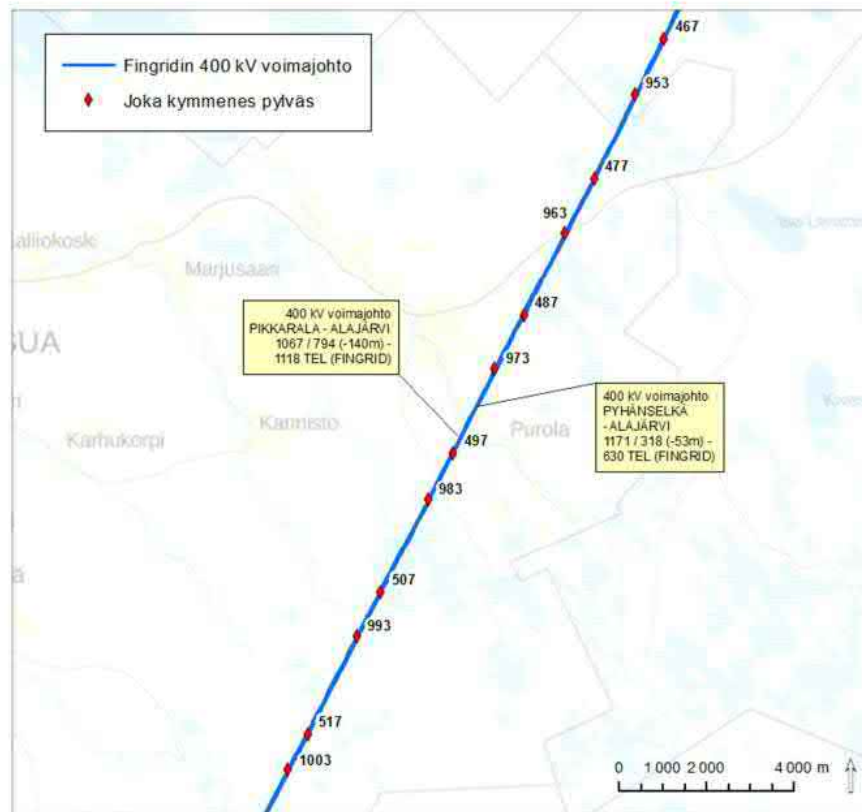 Fingridin 400 kV voimajohto
Joka kymmenes pylväs
467
953
477
963
Marjusaari
487
400 kV voimajohto
PIKKARALA - ALAJÄRVI
1067 / 794 (-140m) -
1118 TEL (FINGRID)
SUA
973
400 kV voimajohto
PYHÄNSELKÄ
- ALAJÄRVI
1171 / 318 (-53m) -
630 TEL (FINGRID)
Kannisto
Karhukorpi
497
Purola
983
507
993
517
1003
0 1 000 2 000 4 000 m